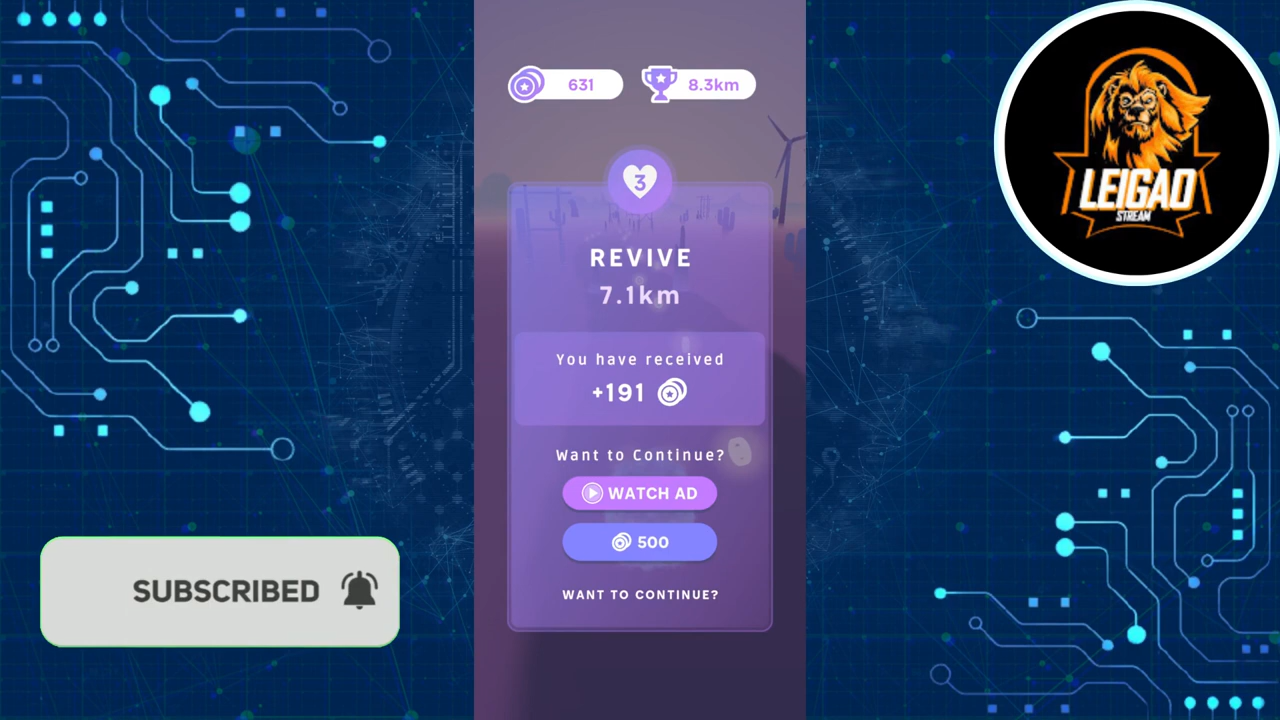 631
8.3km
3
REVIVE
7.1km
You have received
+191
Want to Continue?
WATCH AD
500
WANT TO CONTINUE?
SUBSCRIBED
LEIGAO
STREAM